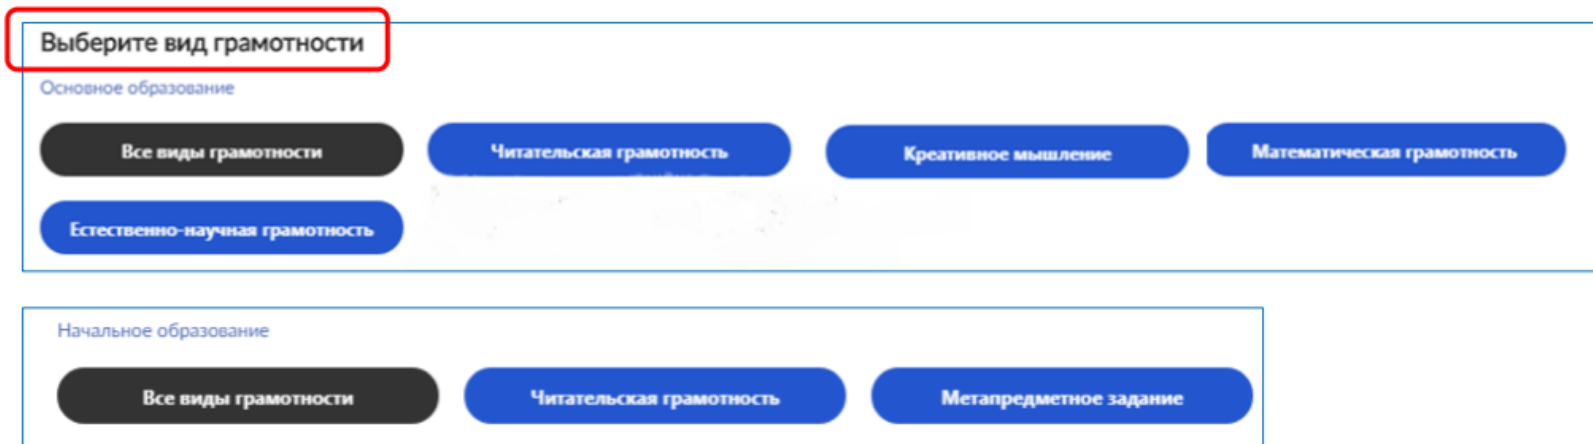 Выберите вид грамотности
Основное образование
Все виды грамотности
Читательская грамотность
Креативное мышление
Математическая грамотность
Естественно-научная грамотность
Начальное образование
Все виды грамотности
Читательская грамотность
Метапредметное задание